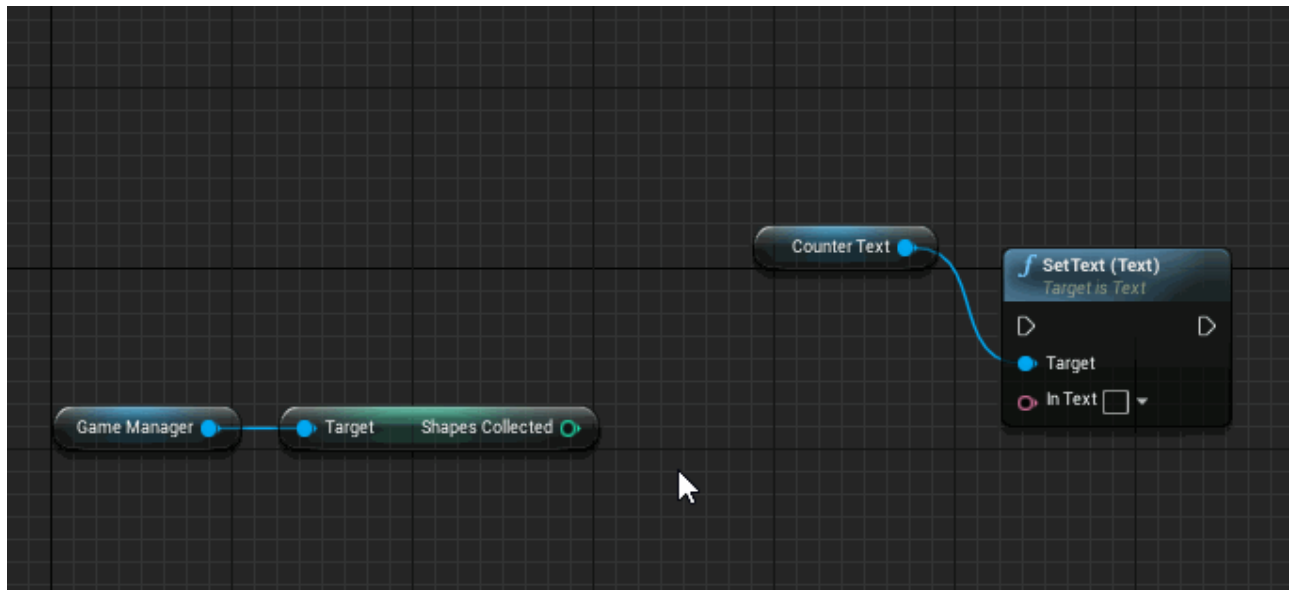 Counter Text
SetText (Text)
Target is Text
Target
In Text
Game Manager
Target Shapes Collected